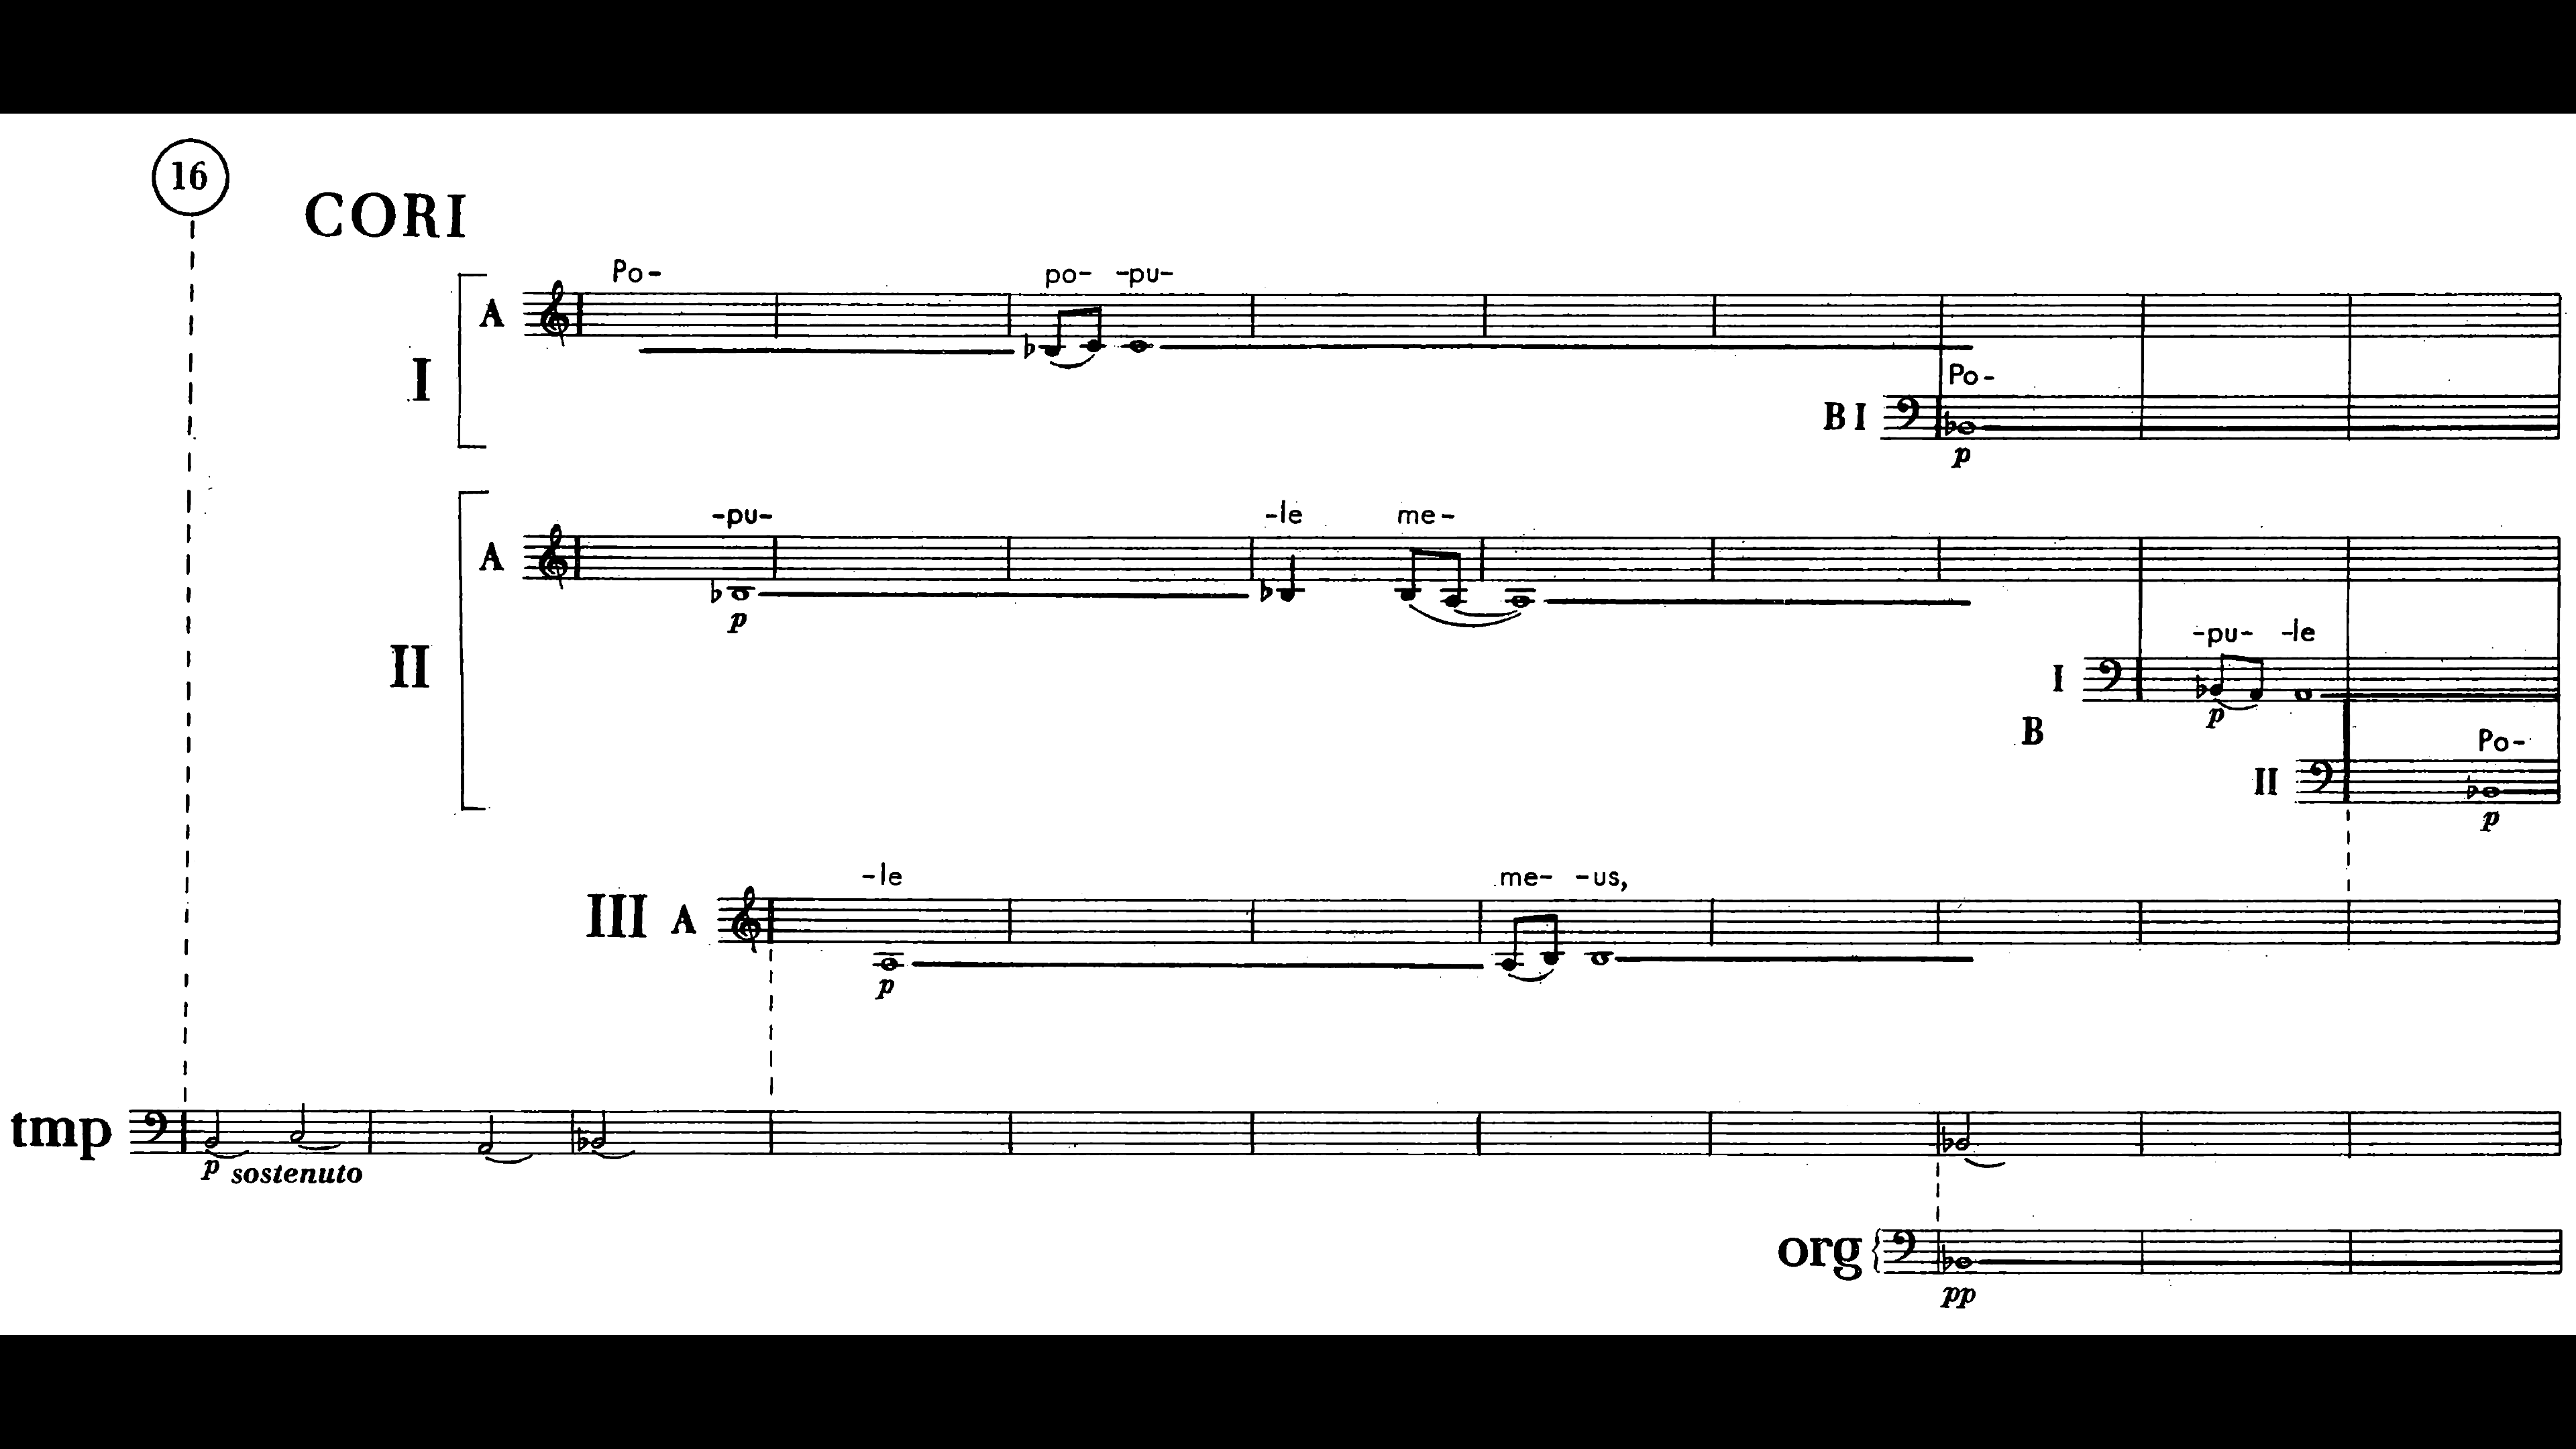 16
CORI
Po- po- -pu-
A
I
Po-
B I
p
-pu- -le me-
A
p
II
-pu- -le
I
p
B
Po-
II
p
-le me- -us,
III A
p
tmp
p sostenuto
org
pp